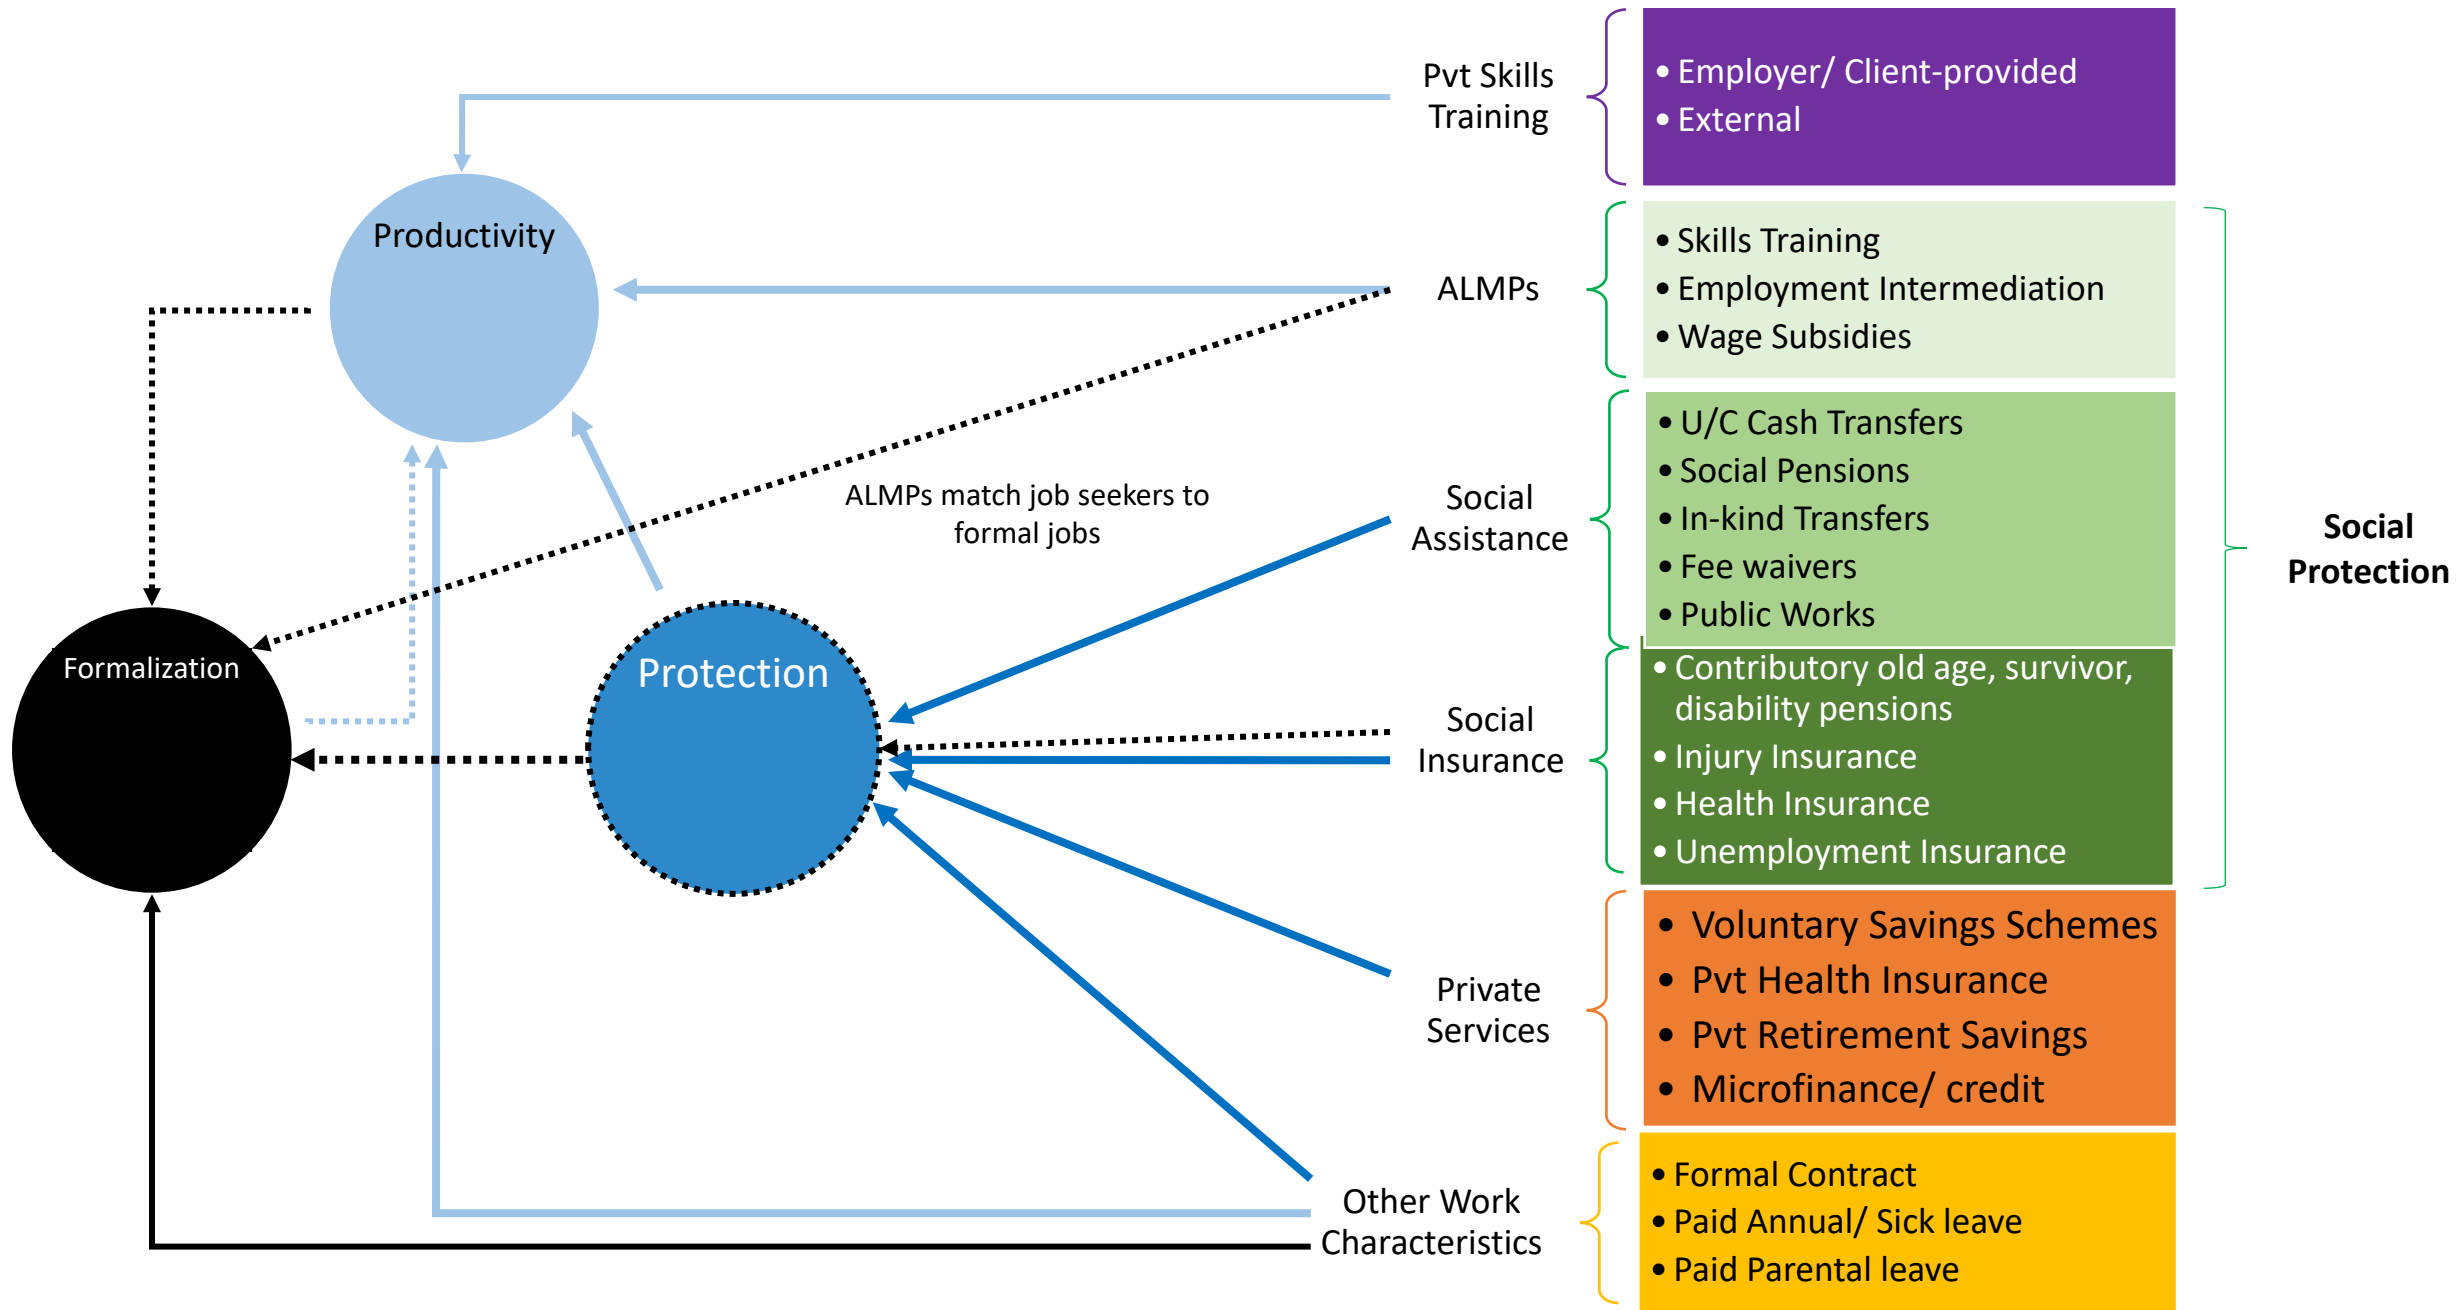 Pvt Skills
Training
• Employer/ Client-provided
• External
Productivity
ALMPs
• Skills Training
• Employment Intermediation
• Wage Subsidies
ALMPs match job seekers to
formal jobs
Social
Assistance
• U/C Cash Transfers
• Social Pensions
• In-kind Transfers
• Fee waivers
• Public Works
Social
Protection
Formalization
Protection
Social
Insurance
• Contributory old age, survivor,
disability pensions
• Injury Insurance
• Health Insurance
• Unemployment Insurance
Private
Services
• Voluntary Savings Schemes
• Pvt Health Insurance
• Pvt Retirement Savings
• Microfinance/ credit
Other Work
Characteristics
• Formal Contract
• Paid Annual/ Sick leave
• Paid Parental leave